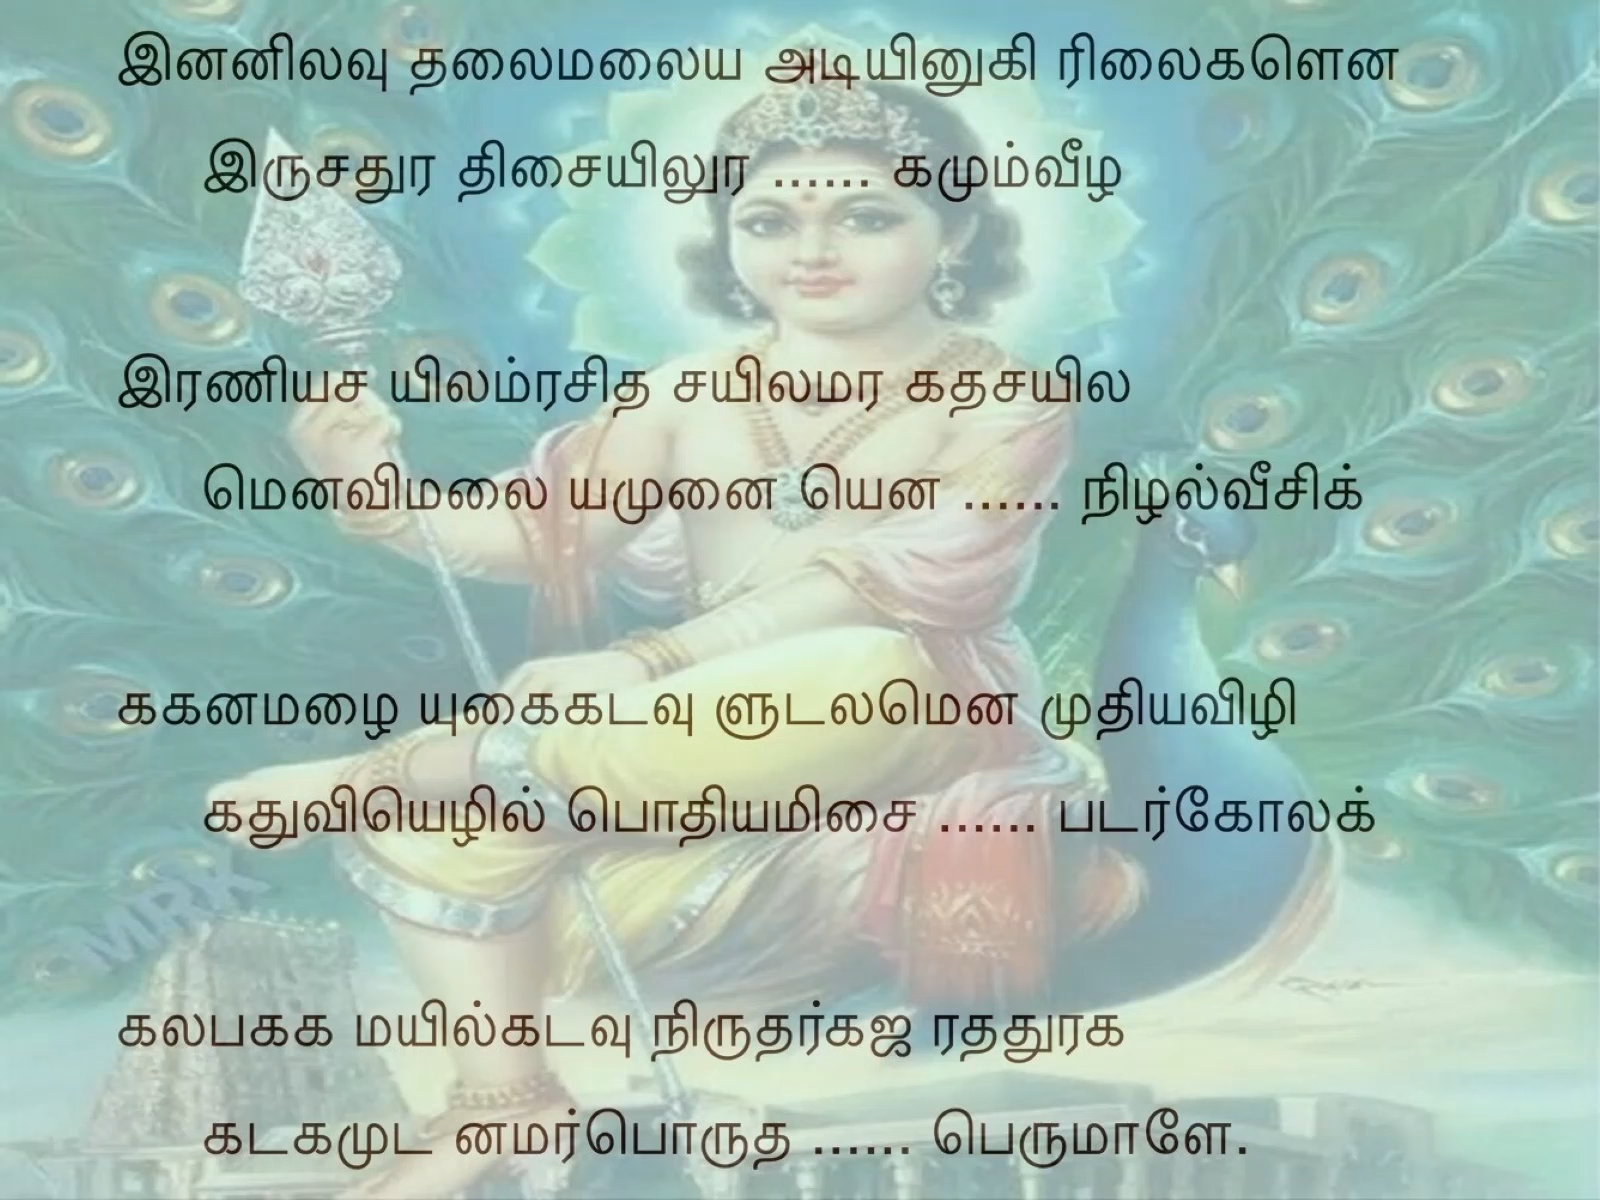 இனனிலவு தலைமலைய அடியினுகி ரிலைகளென
இருசதுர திசையிலுர ...... கமும்வீழ
இரணியச யிலம்ரசித சயிலமர கதசயில
மெனவிமலை யமுனை யென ...... நிழல்வீசிக்
ககனமழை யுகைகடவு ளுடலமென முதியவிழி
கதுவியெழில் பொதியமிசை ...... படர்கோலக்
கலபகக மயில்கடவு நிருதர்கஜ ரததுரக
கடகமுட னமர்பொருத ...... பெருமாளே.
MRK